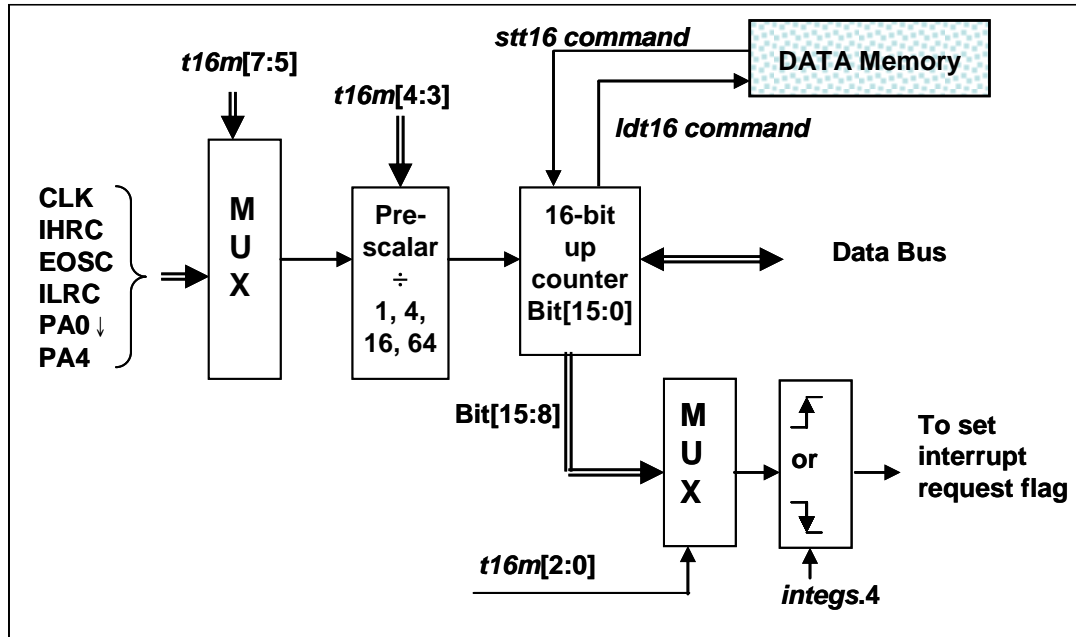 stt16 command
DATA Memory
t16m[7:5]
t16m[4:3]
ldt16 command
CLK
IHRC
EOSC
ILRC
PA0↓
PA4
M
U
X
Pre-
scalar
÷
1, 4,
16, 64
16-bit
up
counter
Bit[15:0]
Data Bus
Bit[15:8]
M
U
X
or
To set
interrupt
request flag
t16m[2:0]
integs.4